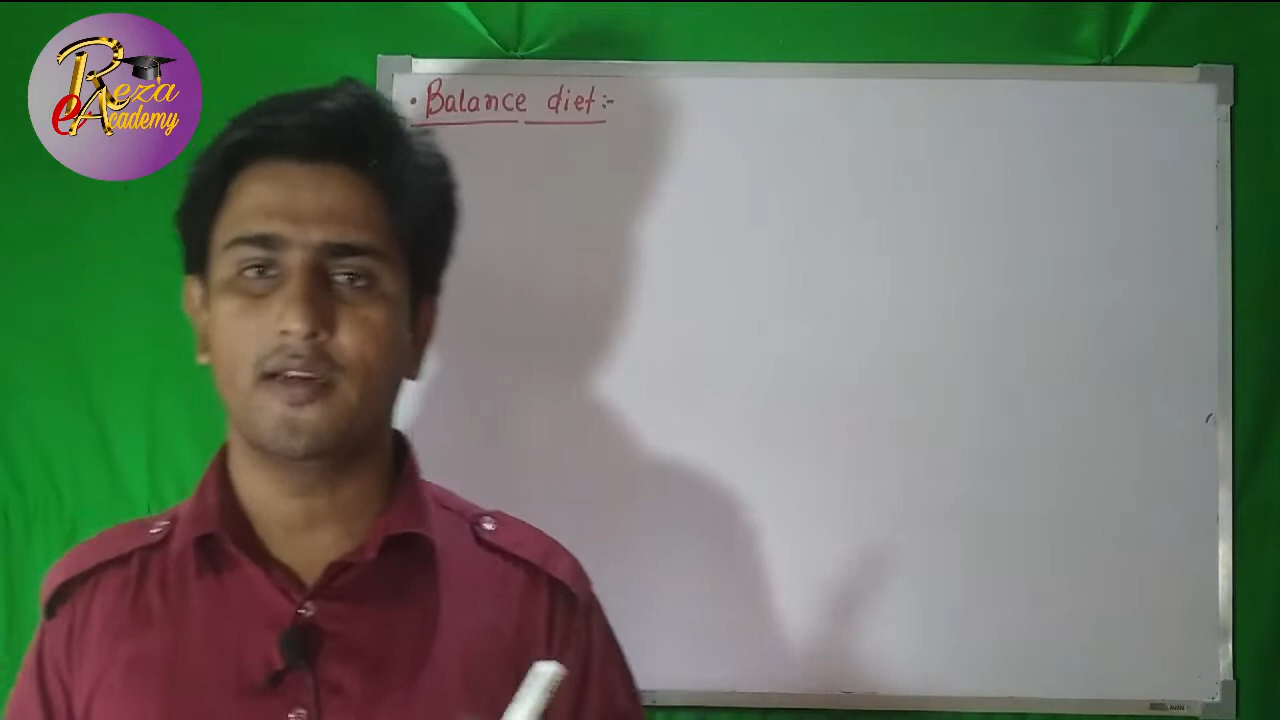 Reza
eAcademy
• Balance diet :-